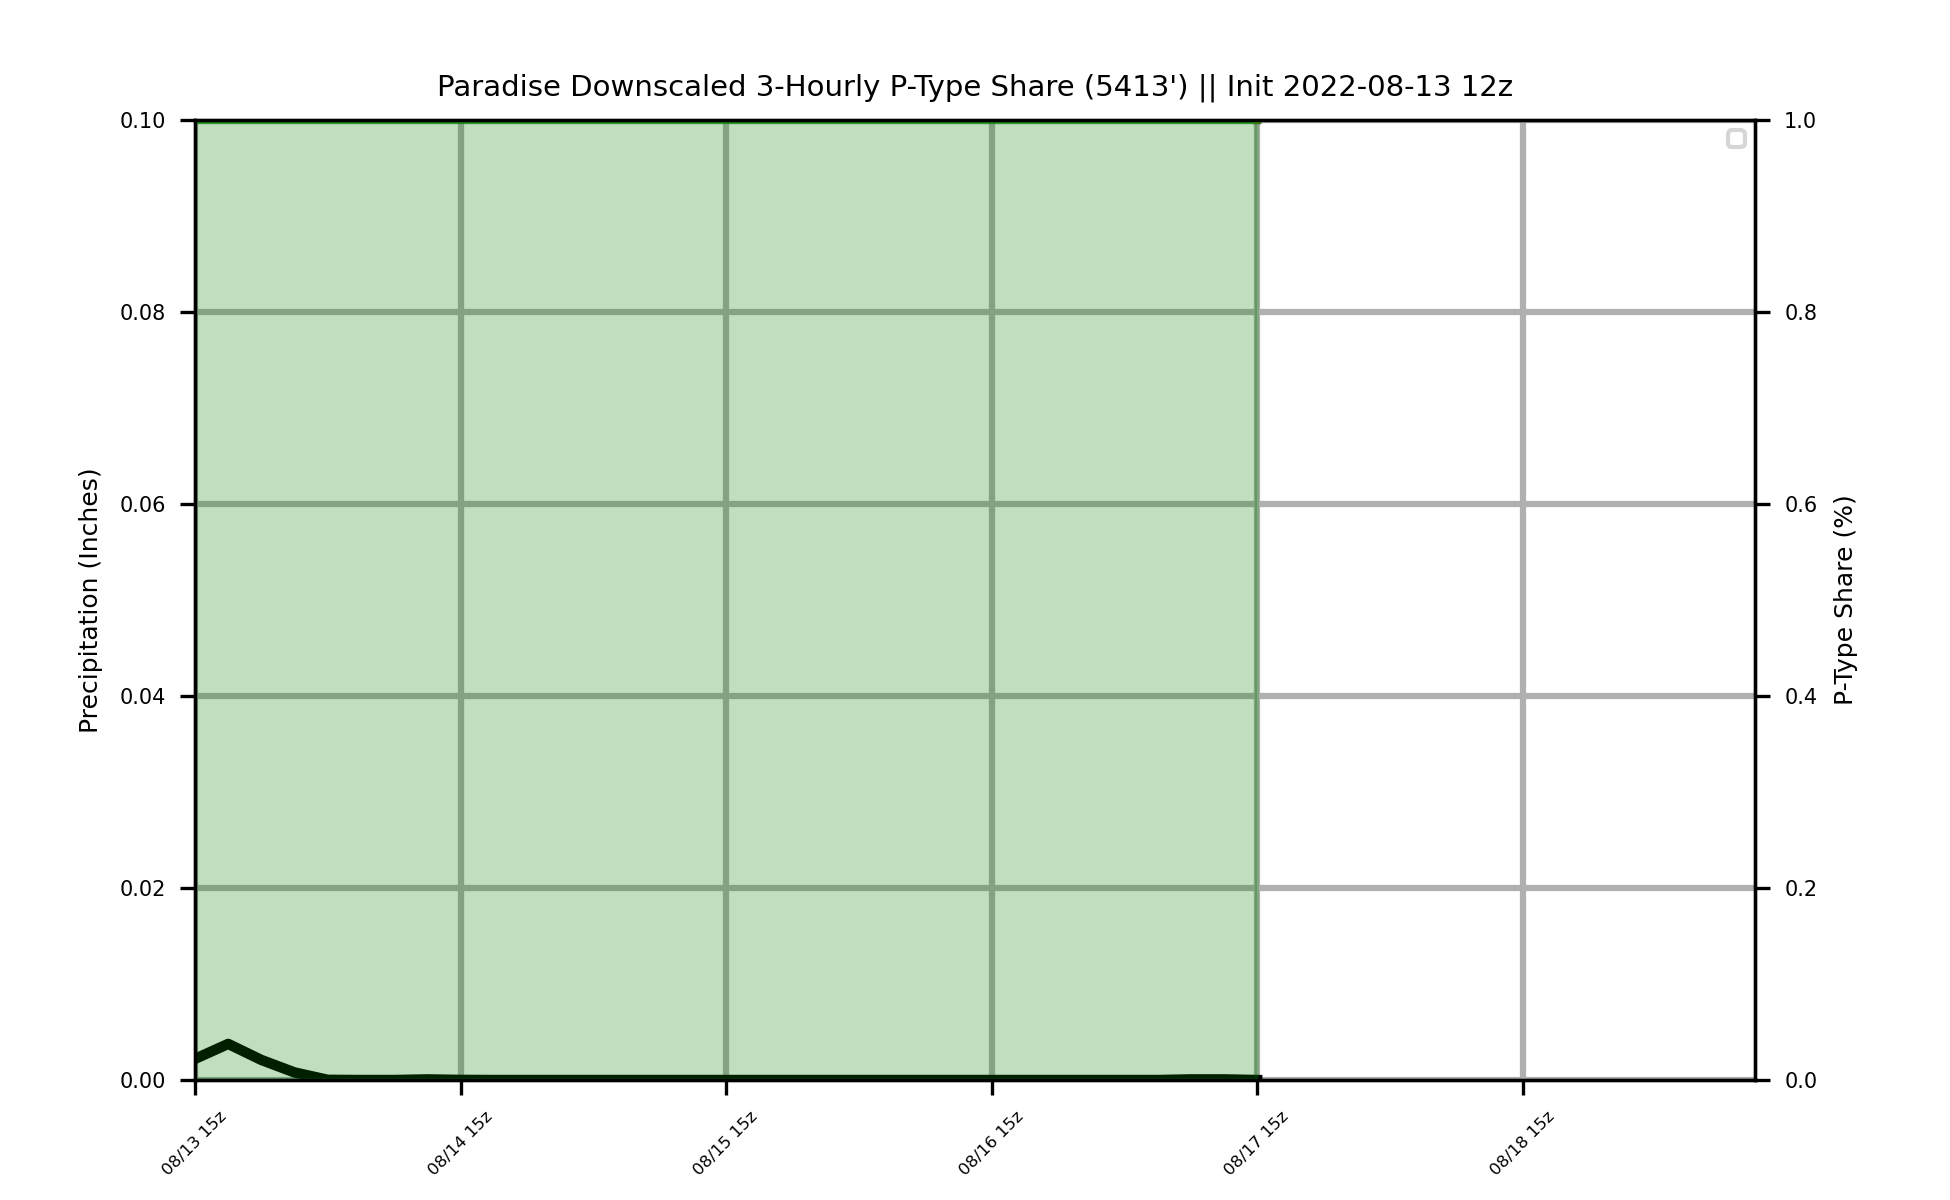 Paradise Downscaled 3-Hourly P-Type Share (5413') || Init 2022-08-13 12z
Precipitation (Inches)
0.10
0.08
0.06
0.04
0.02
0.00
1.0
0.8
0.6
0.4
0.2
0.0
P-Type Share (%)
08/13 15z
08/14 15z
08/15 15z
08/16 15z
08/17 15z
08/18 15z